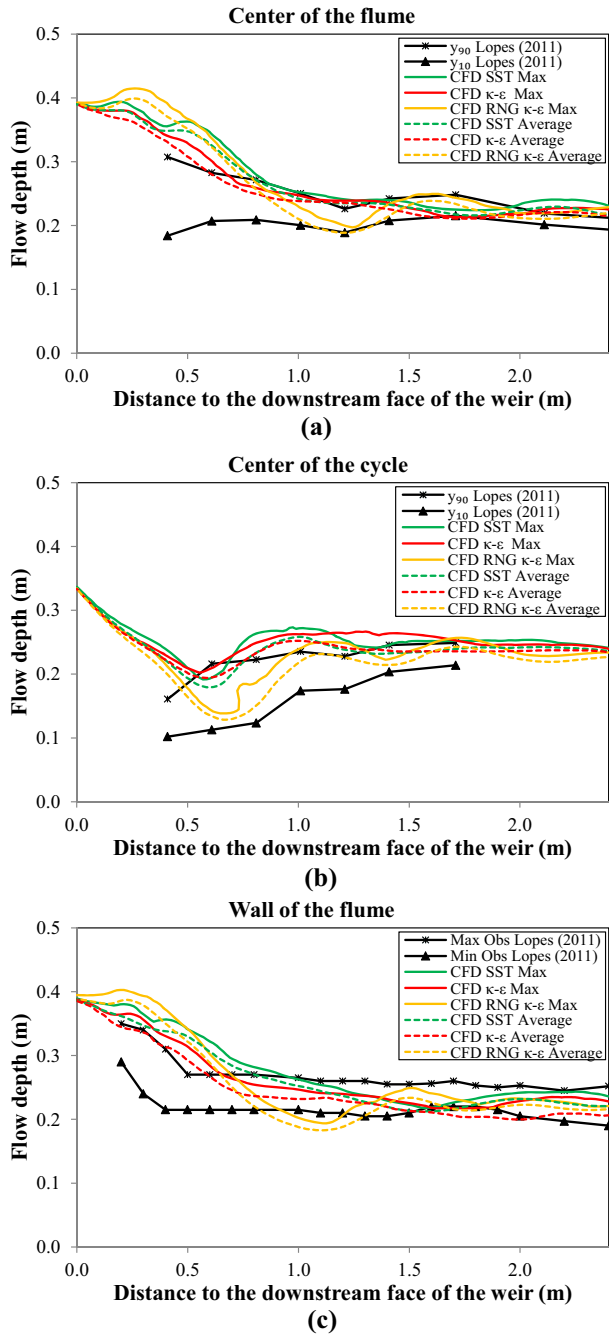 Center of the flume
0.5
0.4
0.3
0.2
0.1
0.0
Flow depth (m)
y₉₀ Lopes (2011)
y₁₀ Lopes (2011)
CFD SST Max
CFD κ-ε Max
CFD RNG κ-ε Max
CFD SST Average
CFD κ-ε Average
CFD RNG κ-ε Average
0.0 0.5 1.0 1.5 2.0
Distance to the downstream face of the weir (m)
(a)
Center of the cycle
0.5
0.4
0.3
0.2
0.1
0.0
Flow depth (m)
y₉₀ Lopes (2011)
y₁₀ Lopes (2011)
CFD SST Max
CFD κ-ε Max
CFD RNG κ-ε Max
CFD SST Average
CFD κ-ε Average
CFD RNG κ-ε Average
0.0 0.5 1.0 1.5 2.0
Distance to the downstream face of the weir (m)
(b)
Wall of the flume
0.5
0.4
0.3
0.2
0.1
0.0
Flow depth (m)
Max Obs Lopes (2011)
Min Obs Lopes (2011)
CFD SST Max
CFD κ-ε Max
CFD RNG κ-ε Max
CFD SST Average
CFD κ-ε Average
CFD RNG κ-ε Average
0.0 0.5 1.0 1.5 2.0
Distance to the downstream face of the weir (m)
(c)